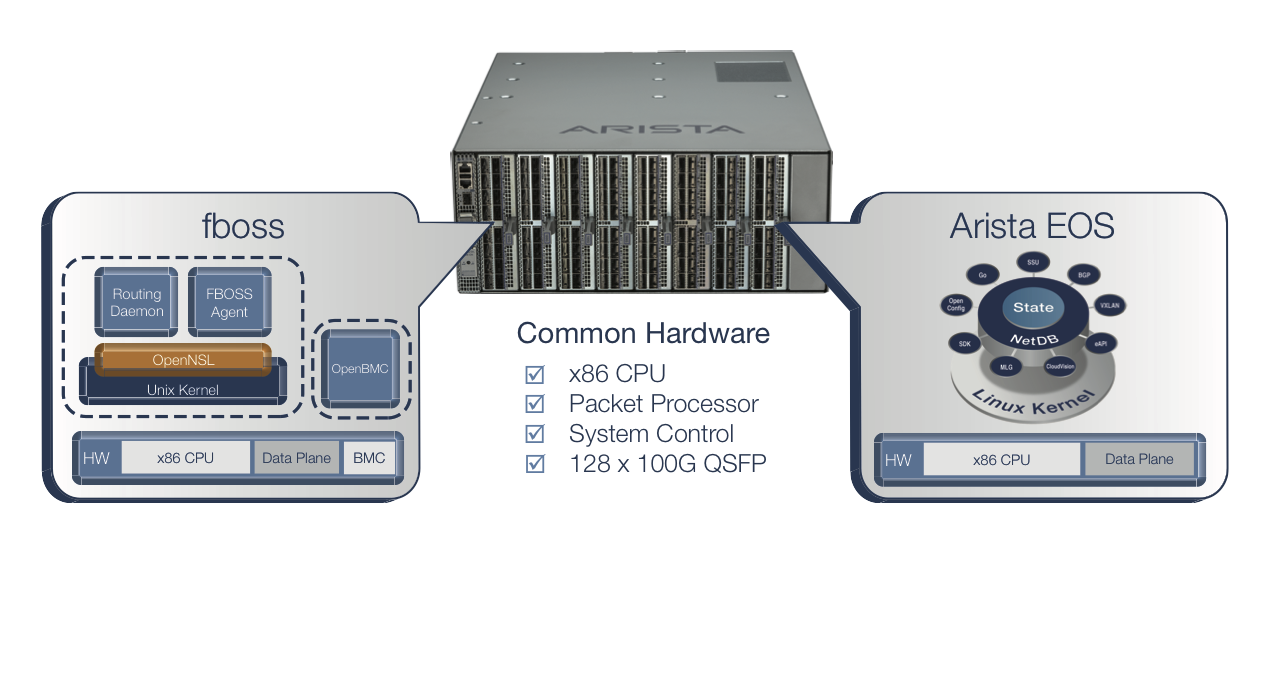 ARISTA
fboss
Routing
Daemon
FBOSS
Agent
OpenNSL
Unix Kernel
OpenBMC
HW
x86 CPU
Data Plane
BMC
Common Hardware
x86 CPU
Packet Processor
System Control
128 x 100G QSFP
Arista EOS
SSU
Go
BGP
Open
Config
VXLAN
State
NetDB
SDK
eAPI
MLG
CloudVision
Linux Kernel
HW
x86 CPU
Data Plane